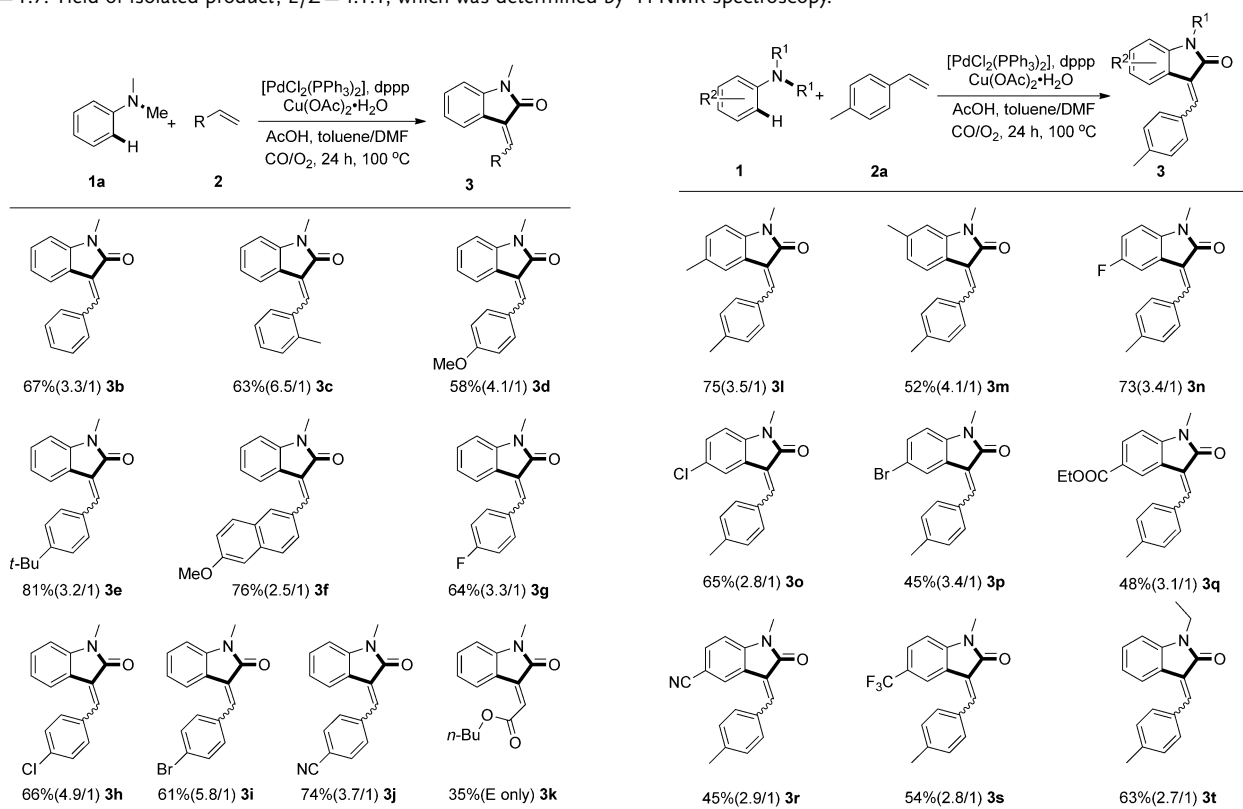 = 1:7. Yield of isolated product, E/Z = 4.1:1, which was determined by ¹H NMR spectroscopy.
N
Me
H
+
1a
R
2
[PdCl2(PPh3)2], dppp
Cu(OAc)2•H2O
AcOH, toluene/DMF
CO/O2, 24 h, 100 °C
N
O
R
3
N
O
67%(3.3/1) 3b
N
O
63%(6.5/1) 3c
N
O
MeO
58%(4.1/1) 3d
N
O
t-Bu
81%(3.2/1) 3e
N
O
MeO
76%(2.5/1) 3f
N
O
F
64%(3.3/1) 3g
N
O
Cl
66%(4.9/1) 3h
N
O
Br
61%(5.8/1) 3i
N
O
NC
74%(3.7/1) 3j
N
O
O
n-Bu
O
35%(E only) 3k
R1
N
R1
R2
H
+
1
2a
[PdCl2(PPh3)2], dppp
Cu(OAc)2•H2O
AcOH, toluene/DMF
CO/O2, 24 h, 100 °C
R1
N
O
R2
3
N
O
75(3.5/1) 3l
N
O
52%(4.1/1) 3m
N
O
F
73(3.4/1) 3n
N
O
Cl
65%(2.8/1) 3o
N
O
Br
45%(3.4/1) 3p
N
O
EtOOC
48%(3.1/1) 3q
N
O
NC
45%(2.9/1) 3r
N
O
F3C
54%(2.8/1) 3s
N
O
63%(2.7/1) 3t